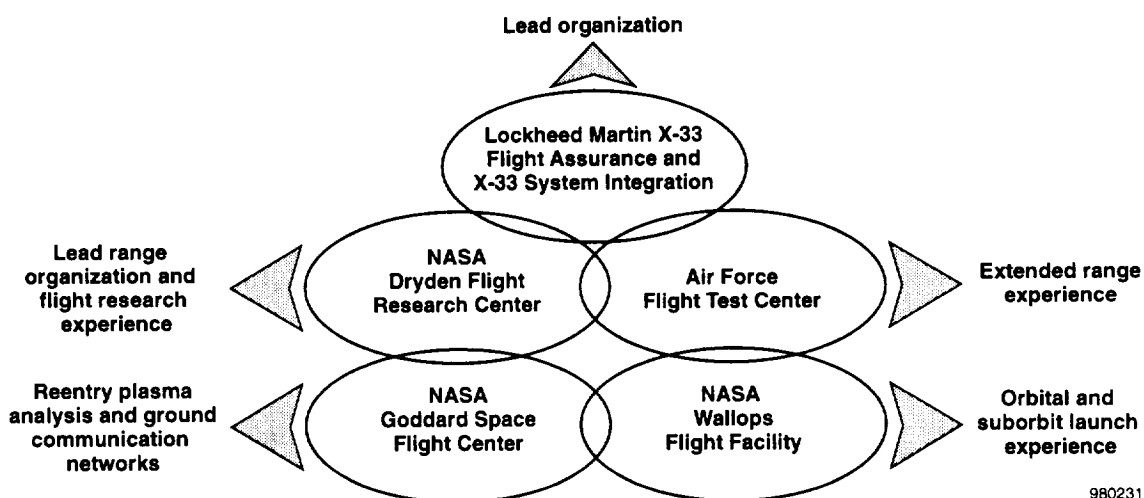 Lead organization
Lockheed Martin X-33
Flight Assurance and
X-33 System Integration
Lead range
organization and
flight research
experience
NASA
Dryden Flight
Research Center
Air Force
Flight Test Center
Extended range
experience
Reentry plasma
analysis and ground
communication
networks
NASA
Goddard Space
Flight Center
NASA
Wallops
Flight Facility
Orbital and
suborbit launch
experience
980231